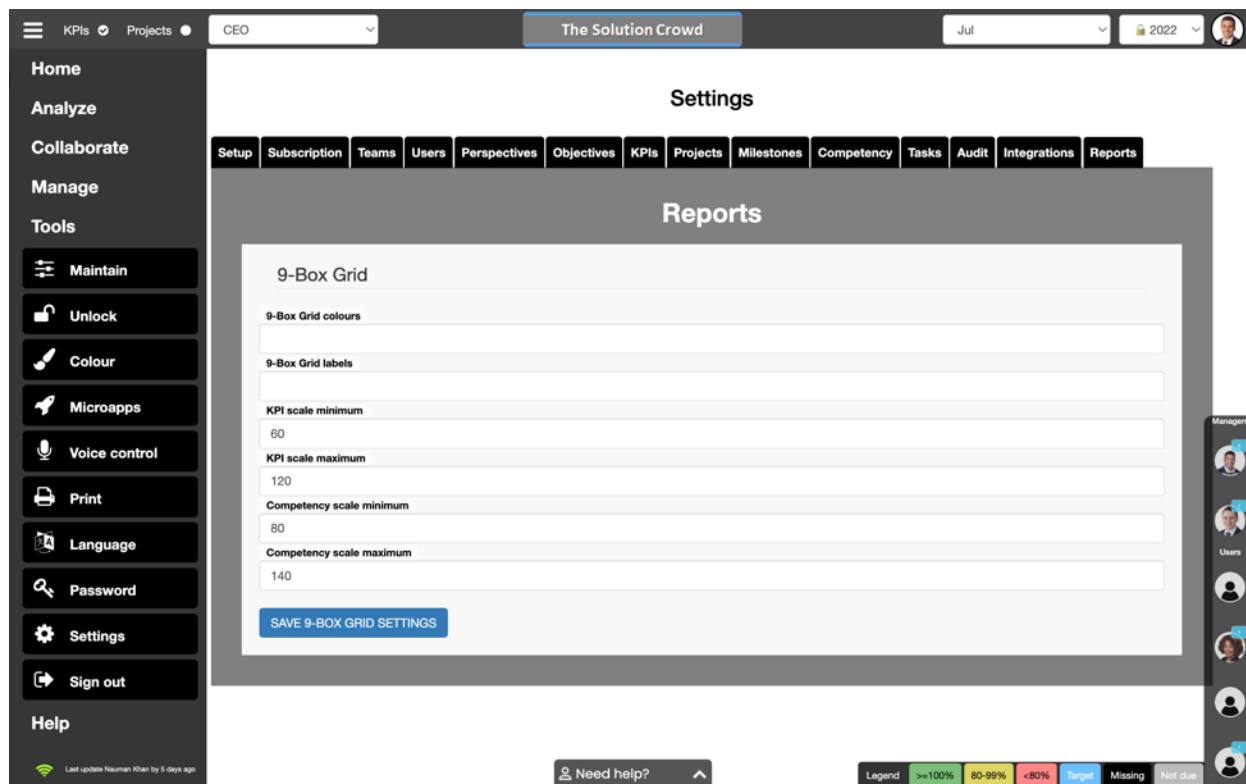 KPIs Projects CEO The Solution Crowd Jul 2022
Home
Analyze
Collaborate
Manage
Tools
Maintain
Unlock
Colour
Microapps
Voice control
Print
Language
Password
Settings
Sign out
Help
Last update Nauman Khan by 5 days ago
Settings
Setup Subscription Teams Users Perspectives Objectives KPIs Projects Milestones Competency Tasks Audit Integrations Reports
Reports
9-Box Grid
9-Box Grid colours
9-Box Grid labels
KPI scale minimum
60
KPI scale maximum
120
Competency scale minimum
80
Competency scale maximum
140
SAVE 9-BOX GRID SETTINGS
Users
Need help?
Legend >=100% 80-99% <80% Target Missing Not due